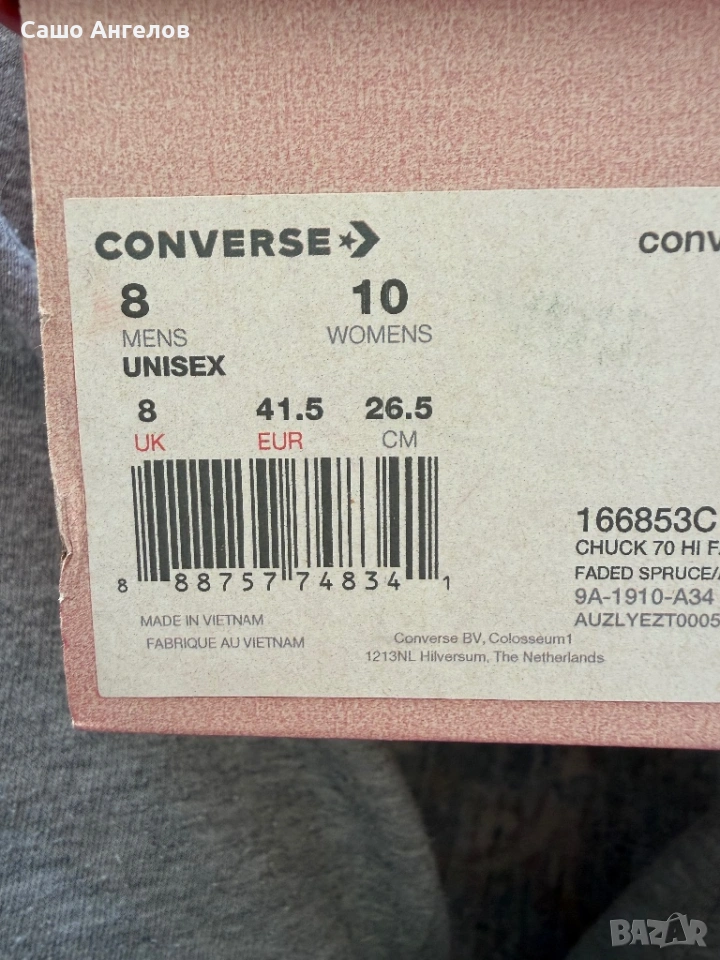 Сашо Ангелов
CONVERSE
conv
8 10
MENS WOMENS
UNISEX
8 41.5 26.5
UK EUR CM
8 88757 74834 1
166853C
CHUCK 70 HI F
FADED SPRUCE/
9A-1910-A34
AUZLYEZT0005
MADE IN VIETNAM
FABRIQUE AU VIETNAM
Converse BV, Colosseum1
1213NL Hilversum, The Netherlands
BAZAR